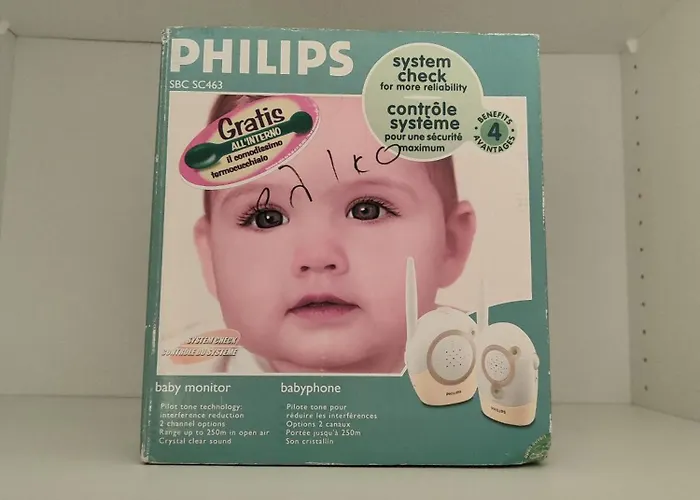 PHILIPS
SBC SC463
system
check
for more reliability
contrôle
système
pour une sécurité
maximum
BENEFITS
4
AVANTAGES
Gratis
ALL'INTERNO
il comodissimo
termocucchiaio
SYSTEM CHECK
CONTRÔLE DU SYSTÈME
baby monitor
Pilot tone technology:
interference reduction
2 channel options
Range up to 250m in open air
Crystal clear sound
babyphone
Pilote tone pour
réduire les interférences
Options 2 canaux
Portée jusqu'à 250m
Son cristallin
PHILIPS
PHILIPS